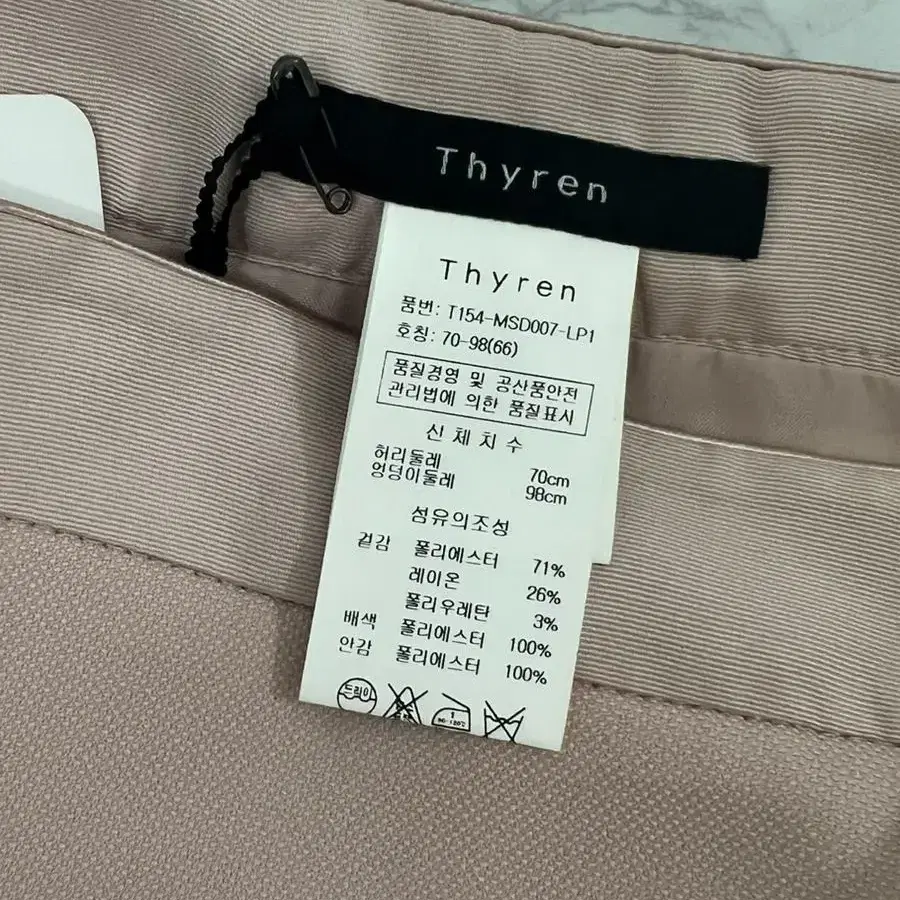 Thyren
Thyren
품번: T154-MSD007-LP1
호칭: 70-98(66)
품질경영 및 공산품안전
관리법에 의한 품질표시
신체치수
허리둘레 70cm
엉덩이둘레 98cm
섬유의조성
겉감 폴리에스터 71%
레이온 26%
폴리우레탄 3%
배색 폴리에스터 100%
안감 폴리에스터 100%
드라이